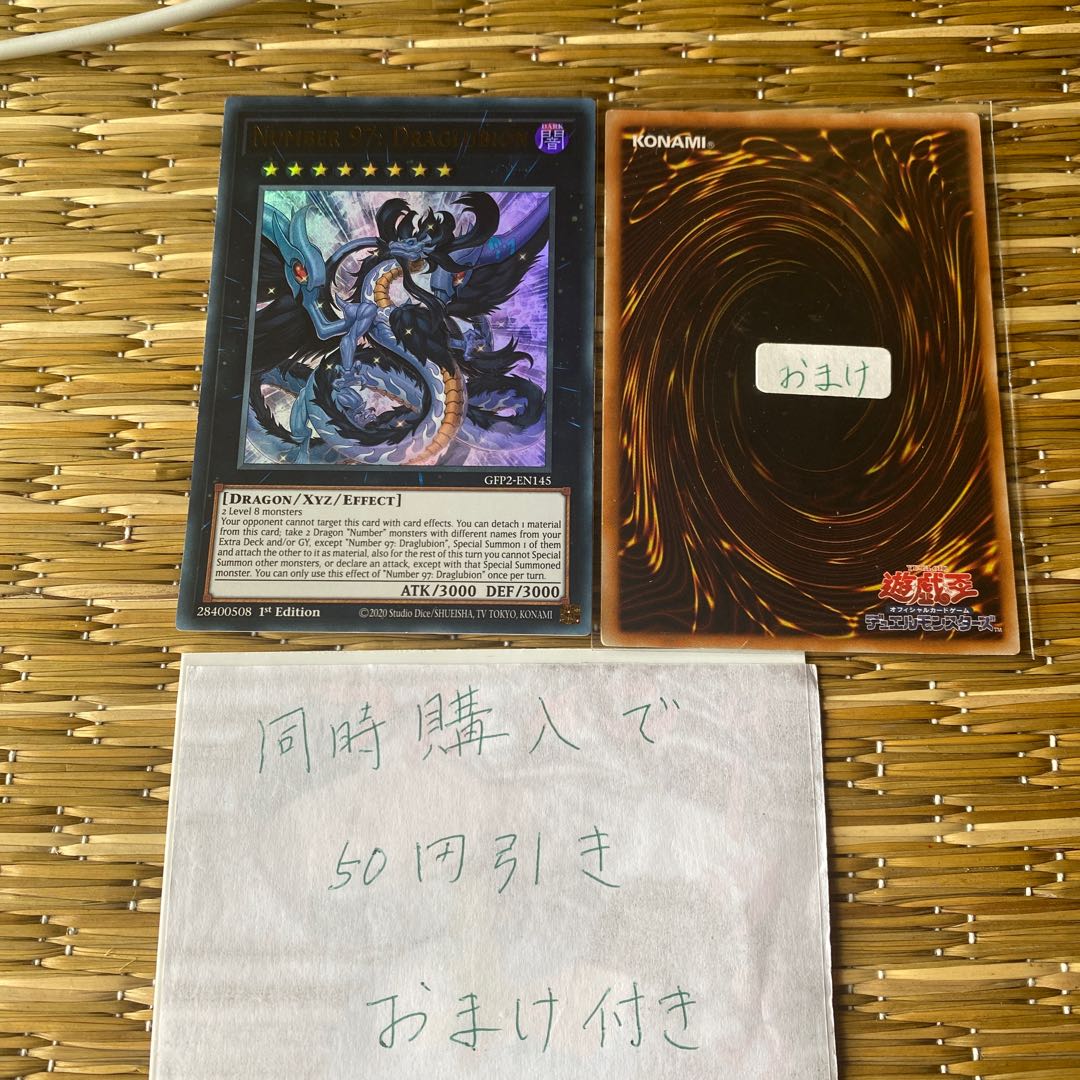 NUMBER 97: DRAGLUBION
DARK
闇
GFP2-EN145
[DRAGON/XYZ/EFFECT]
2 Level 8 monsters
Your opponent cannot target this card with card effects. You can detach 1 material
from this card; take 2 Dragon "Number" monsters with different names from your
Extra Deck and/or GY, except "Number 97: Draglubion", Special Summon 1 of them
and attach the other to it as material, also for the rest of this turn you cannot Special
Summon other monsters, or declare an attack, except with that Special Summoned
monster. You can only use this effect of "Number 97: Draglubion" once per turn.
ATK/3000 DEF/3000
28400508 1st Edition
©2020 Studio Dice/SHUEISHA, TV TOKYO, KONAMI
KONAMI®
おまけ
遊戯王
オフィシャルカードゲーム
デュエルモンスターズ™
同時購入で
50円引き
おまけ付き